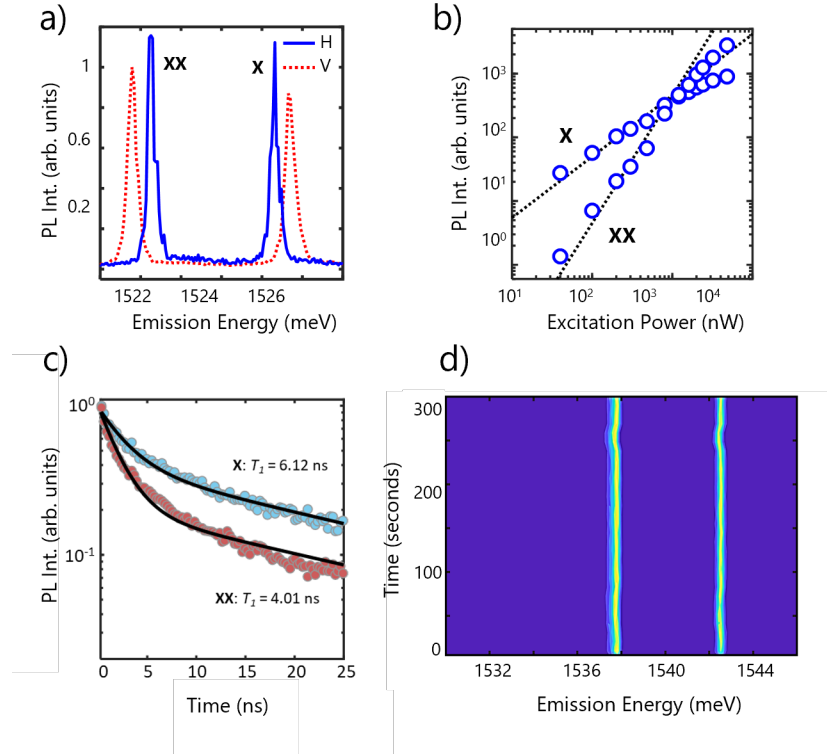 a)
PL Int. (arb. units)
1
0.6
0.2
XX
X
H
V
1522
1524
1526
Emission Energy (meV)
b)
PL Int. (arb. units)
10³
10²
10¹
10⁰
X
XX
10¹
10²
10³
10⁴
Excitation Power (nW)
c)
PL Int. (arb. units)
10⁰
10⁻¹
X: T₁ = 6.12 ns
XX: T₁ = 4.01 ns
0
5
10
15
20
25
Time (ns)
d)
Time (seconds)
300
200
100
0
1532
1536
1540
1544
Emission Energy (meV)